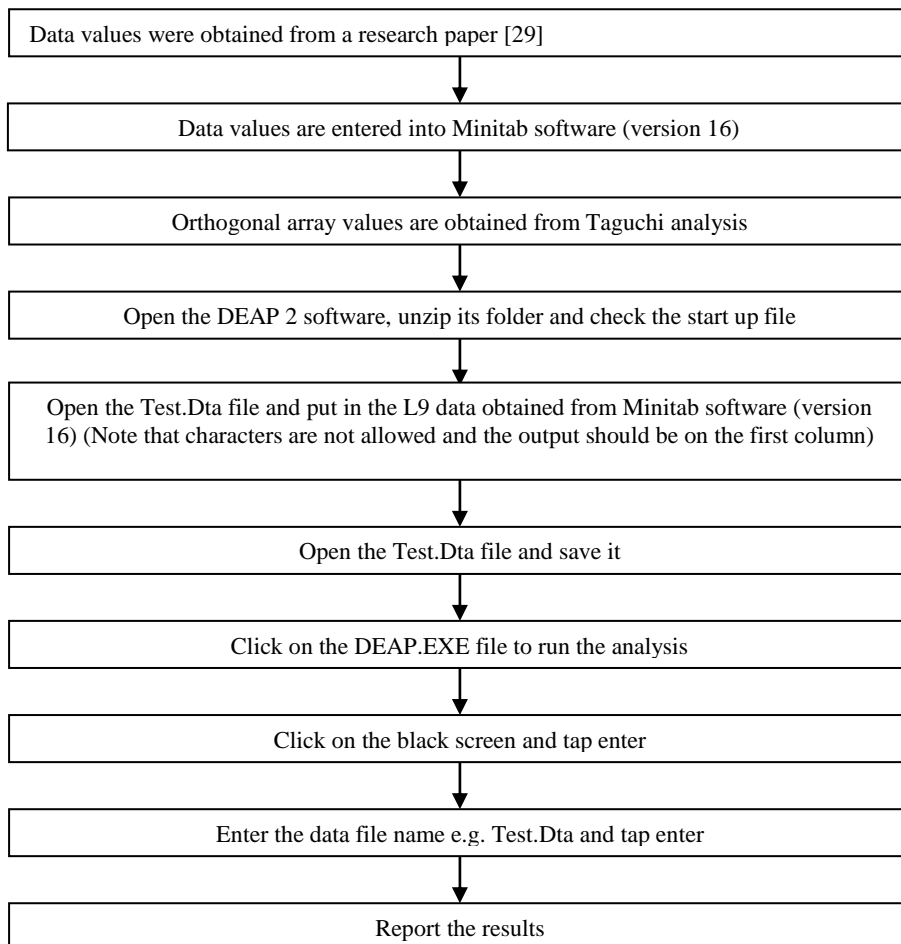 Data values were obtained from a research paper [29]
Data values are entered into Minitab software (version 16)
Orthogonal array values are obtained from Taguchi analysis
Open the DEAP 2 software, unzip its folder and check the start up file
Open the Test.Dta file and put in the L9 data obtained from Minitab software (version
16) (Note that characters are not allowed and the output should be on the first column)
Open the Test.Dta file and save it
Click on the DEAP.EXE file to run the analysis
Click on the black screen and tap enter
Enter the data file name e.g. Test.Dta and tap enter
Report the results